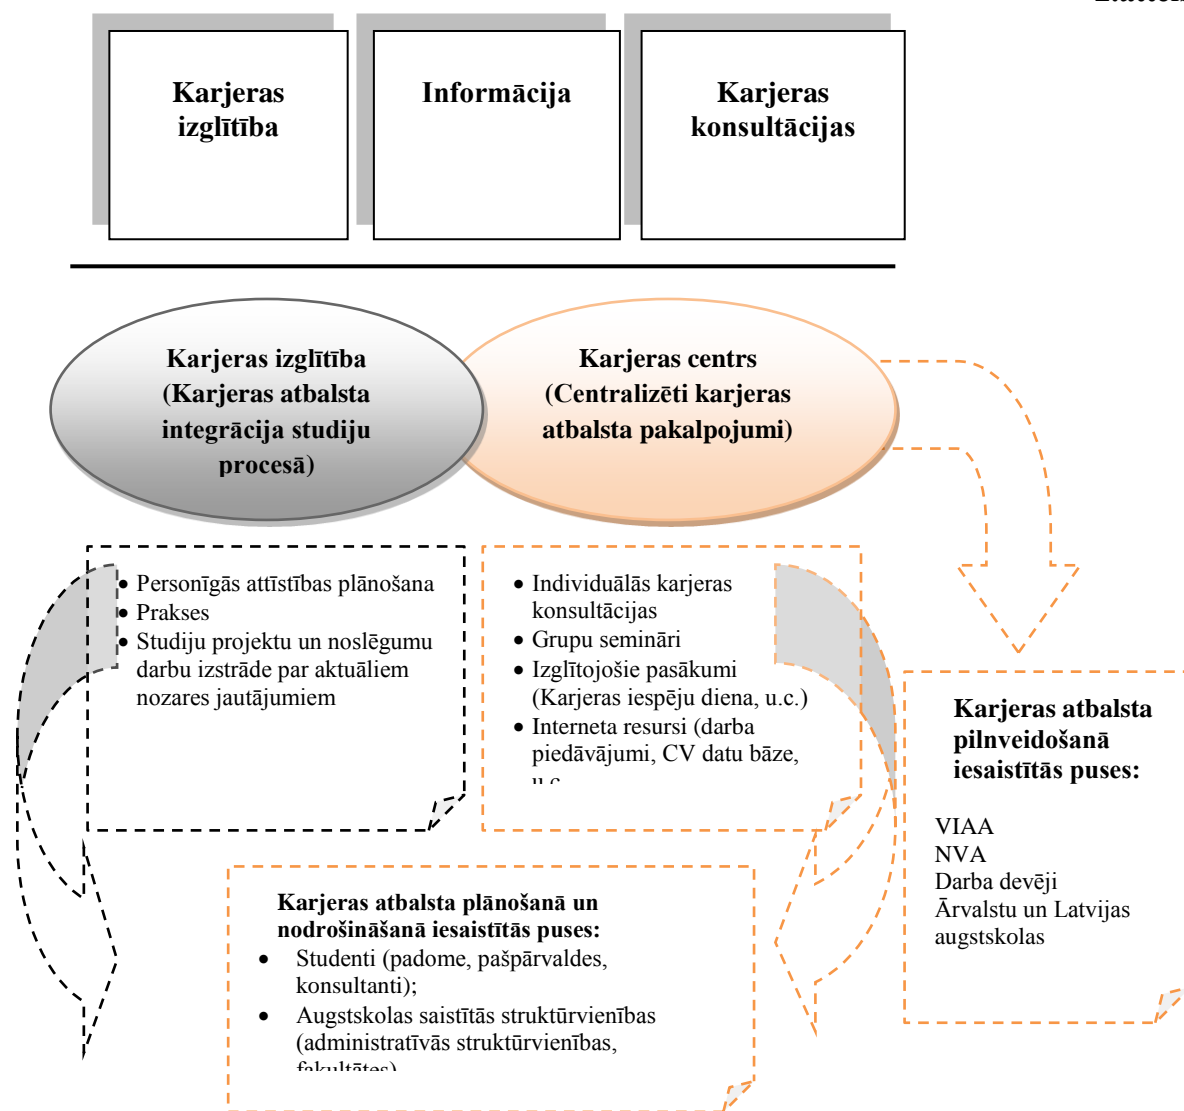 Karjeras
izglītība
Informācija
Karjeras
konsultācijas
Karjeras izglītība
(Karjeras atbalsta
integrācija studiju
procesā)
Karjeras centrs
(Centralizēti karjeras
atbalsta pakalpojumi)
• Personīgās attīstības plānošana
• Prakses
• Studiju projektu un noslēgumu
darbu izstrāde par aktuāliem
nozares jautājumiem
• Individuālās karjeras
konsultācijas
• Grupu semināri
• Izglītojošie pasākumi
(Karjeras iespēju diena, u.c.)
• Interneta resursi (darba
piedāvājumi, CV datu bāze,
u.c.
Karjeras atbalsta
pilnveidošanā
iesaistītās puses:
VIAA
NVA
Darba devēji
Ārvalstu un Latvijas
augstskolas
Karjeras atbalsta plānošanā un
nodrošināšanā iesaistītās puses:
• Studenti (padome, pašpārvaldes,
konsultanti);
• Augstskolas saistītās struktūrvienības
(administratīvās struktūrvienības,
fakultātes)